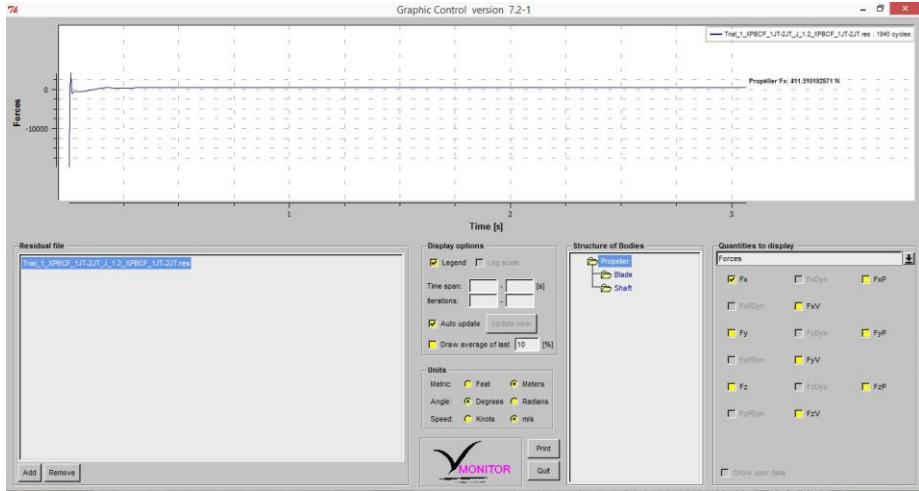 Graphic Control version 7.2-1
Trial_1_XPBCF_1JT-2JT_J_1.2_XPBCF_1JT-2JT.res : 1840 cycles
Propeller Fx: 411.510192871 N
Forces
0
-10000
1
2
3
Time [s]
Residual file
Trial_1_XPBCF_1JT-2JT_J_1.2_XPBCF_1JT-2JT.res
Add
Remove
Display options
Legend
Log scale
Time span: - [s]
Iterations: -
Auto update
Update now
Draw average of last 10 [%]
Units
Metric: Feet Meters
Angle: Degrees Radians
Speed: Knots m/s
MONITOR
Print
Quit
Structure of Bodies
Propeller
Blade
Shaft
Quantities to display
Forces
Fx FxDyn FxP
FxPDyn FxV
Fy FyDyn FyP
FyPDyn FyV
Fz FzDyn FzP
FzPDyn FzV
Show user data